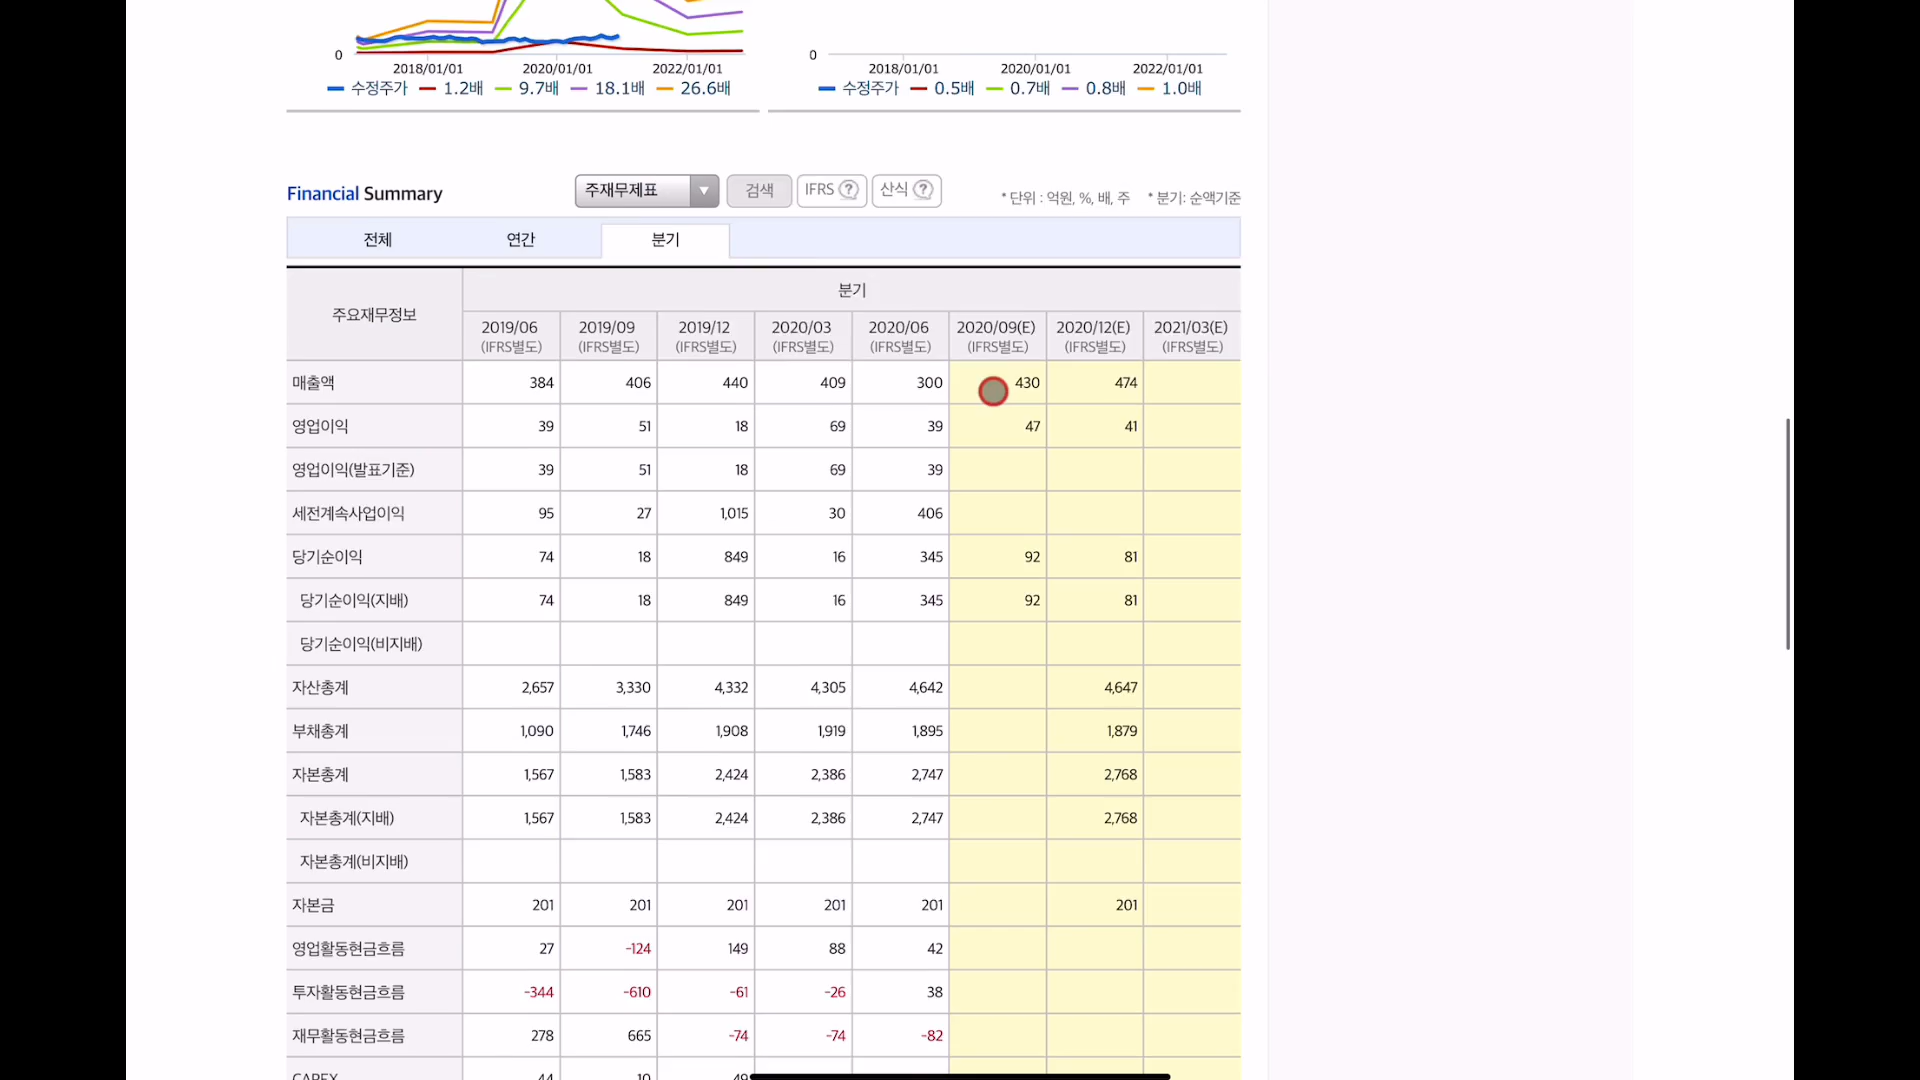 0
0
2018/01/01 2020/01/01 2022/01/01
2018/01/01 2020/01/01 2022/01/01
수정주가 1.2배 9.7배 18.1배 26.6배
수정주가 0.5배 0.7배 0.8배 1.0배
Financial Summary
주재무제표 검색 IFRS ? 산식 ?
* 단위 : 억원, %, 배, 주 * 분기: 순액기준
전체 연간 분기
주요재무정보
분기
2019/06 2019/09 2019/12 2020/03 2020/06 2020/09(E) 2020/12(E) 2021/03(E)
(IFRS별도) (IFRS별도) (IFRS별도) (IFRS별도) (IFRS별도) (IFRS별도) (IFRS별도) (IFRS별도)
매출액 384 406 440 409 300 430 474
영업이익 39 51 18 69 39 47 41
영업이익(발표기준) 39 51 18 69 39
세전계속사업이익 95 27 1,015 30 406
당기순이익 74 18 849 16 345 92 81
당기순이익(지배) 74 18 849 16 345 92 81
당기순이익(비지배)
자산총계 2,657 3,330 4,332 4,305 4,642 4,647
부채총계 1,090 1,746 1,908 1,919 1,895 1,879
자본총계 1,567 1,583 2,424 2,386 2,747 2,768
자본총계(지배) 1,567 1,583 2,424 2,386 2,747 2,768
자본총계(비지배)
자본금 201 201 201 201 201 201
영업활동현금흐름 27 -124 149 88 42
투자활동현금흐름 -344 -610 -61 -26 38
재무활동현금흐름 278 665 -74 -74 -82
CAPEX 44 10 49